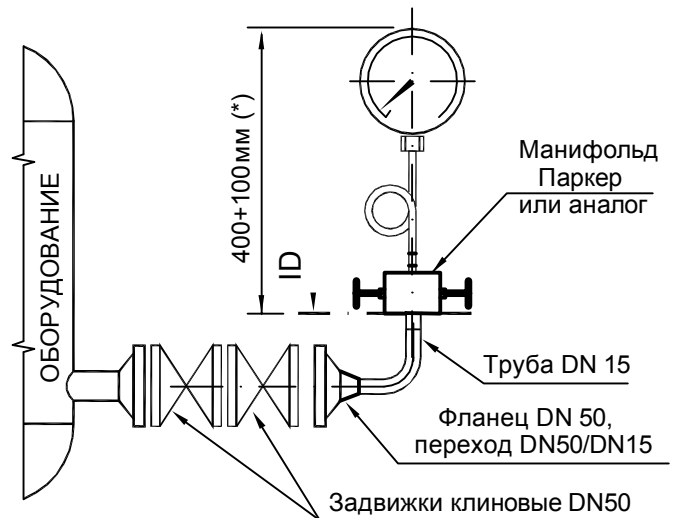 400+100мм (*)
Манифольд
Паркер
или аналог
ОБОРУДОВАНИЕ
ID
Труба DN 15
Фланец DN 50,
переход DN50/DN15
Задвижки клиновые DN50